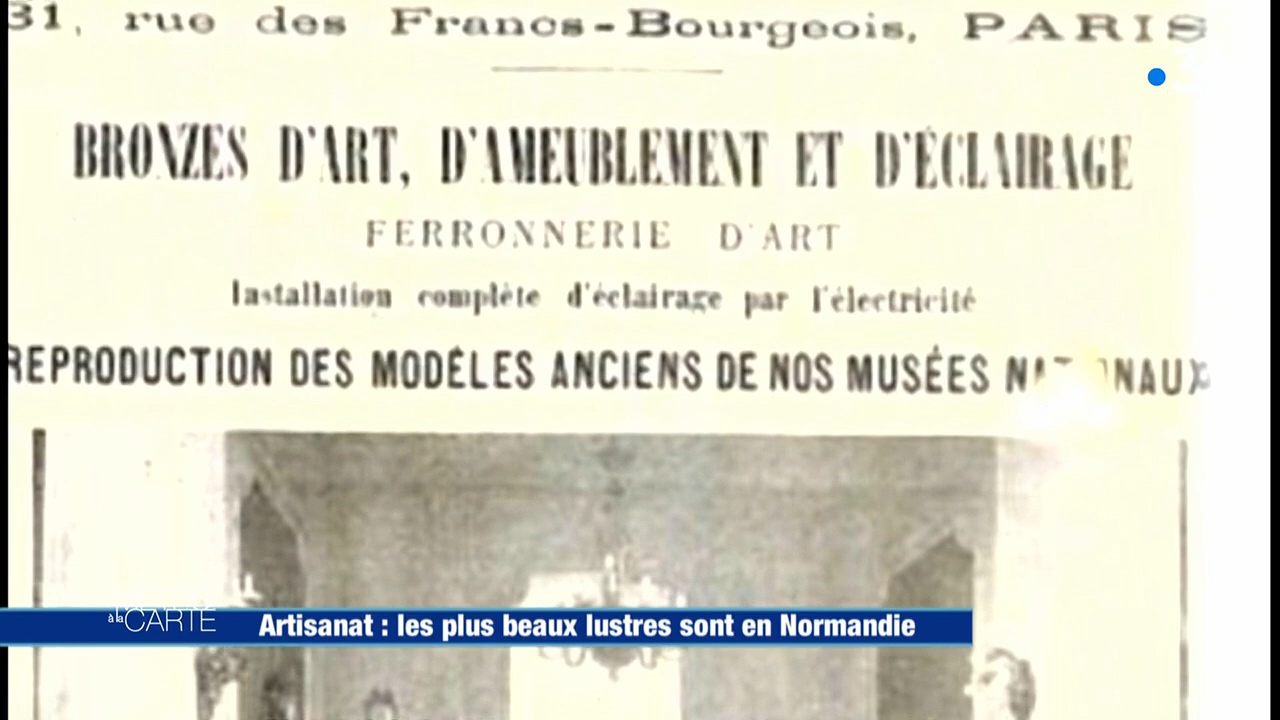 31, rue des Francs-Bourgeois, PARIS
BRONZES D'ART, D'AMEUBLEMENT ET D'ÉCLAIRAGE
FERRONNERIE D'ART
Installation complète d'éclairage par l'électricité
REPRODUCTION DES MODÈLES ANCIENS DE NOS MUSÉES
à la CARTE
Artisanat : les plus beaux lustres sont en Normandie